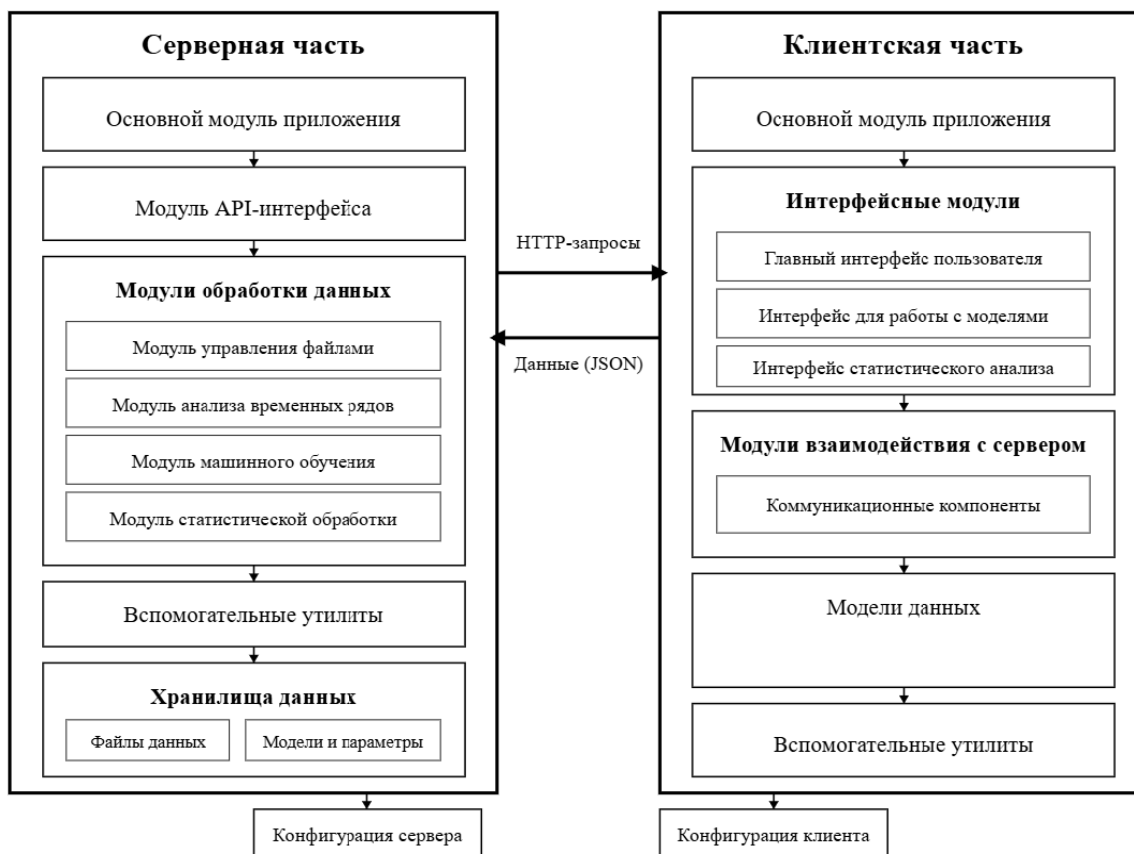 Серверная часть
Основной модуль приложения
Модуль API-интерфейса
Модули обработки данных
Модуль управления файлами
Модуль анализа временных рядов
Модуль машинного обучения
Модуль статистической обработки
Вспомогательные утилиты
Хранилища данных
Файлы данных
Модели и параметры
Конфигурация сервера
HTTP-запросы
Данные (JSON)
Клиентская часть
Основной модуль приложения
Интерфейсные модули
Главный интерфейс пользователя
Интерфейс для работы с моделями
Интерфейс статистического анализа
Модули взаимодействия с сервером
Коммуникационные компоненты
Модели данных
Вспомогательные утилиты
Конфигурация клиента